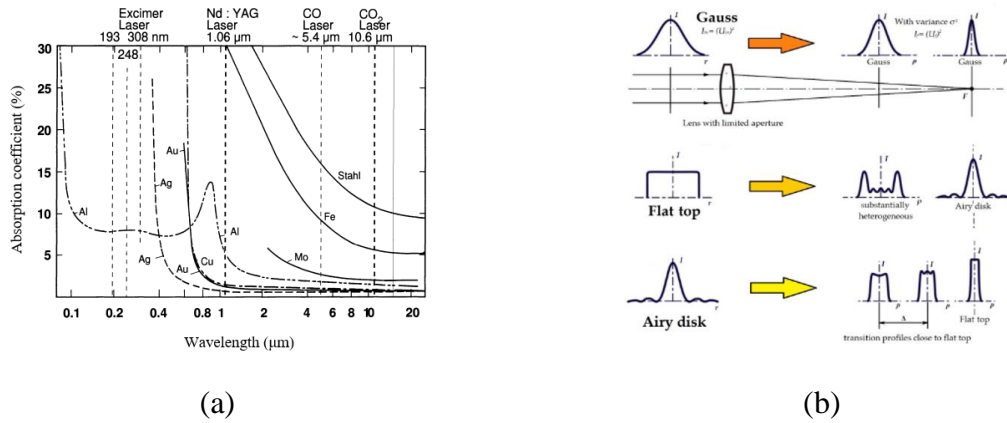 Excimer Nd : YAG CO CO₂
Laser Laser Laser Laser
193 308 nm 1.06 µm ~ 5.4 µm 10.6 µm
248
30
25
20
15
10
5
Absorption coefficient (%)
Au
Ag
Al
Ag
Au
Cu
Al
Mo
Fe
Stahl
0.1 0.2 0.4 0.8 1 2 4 6 8 10 20
Wavelength (µm)
(a)
Gauss
I
r
I
Gauss
P
With variance σ²
I
Gauss
P
Lens with limited aperture
F
I
Flat top
r
I
substantially
heterogeneous
P
I
Airy disk
P
I
Airy disk
r
I
I
I
P
P
P
Δ
Flat top
transition profiles close to flat top
(b)